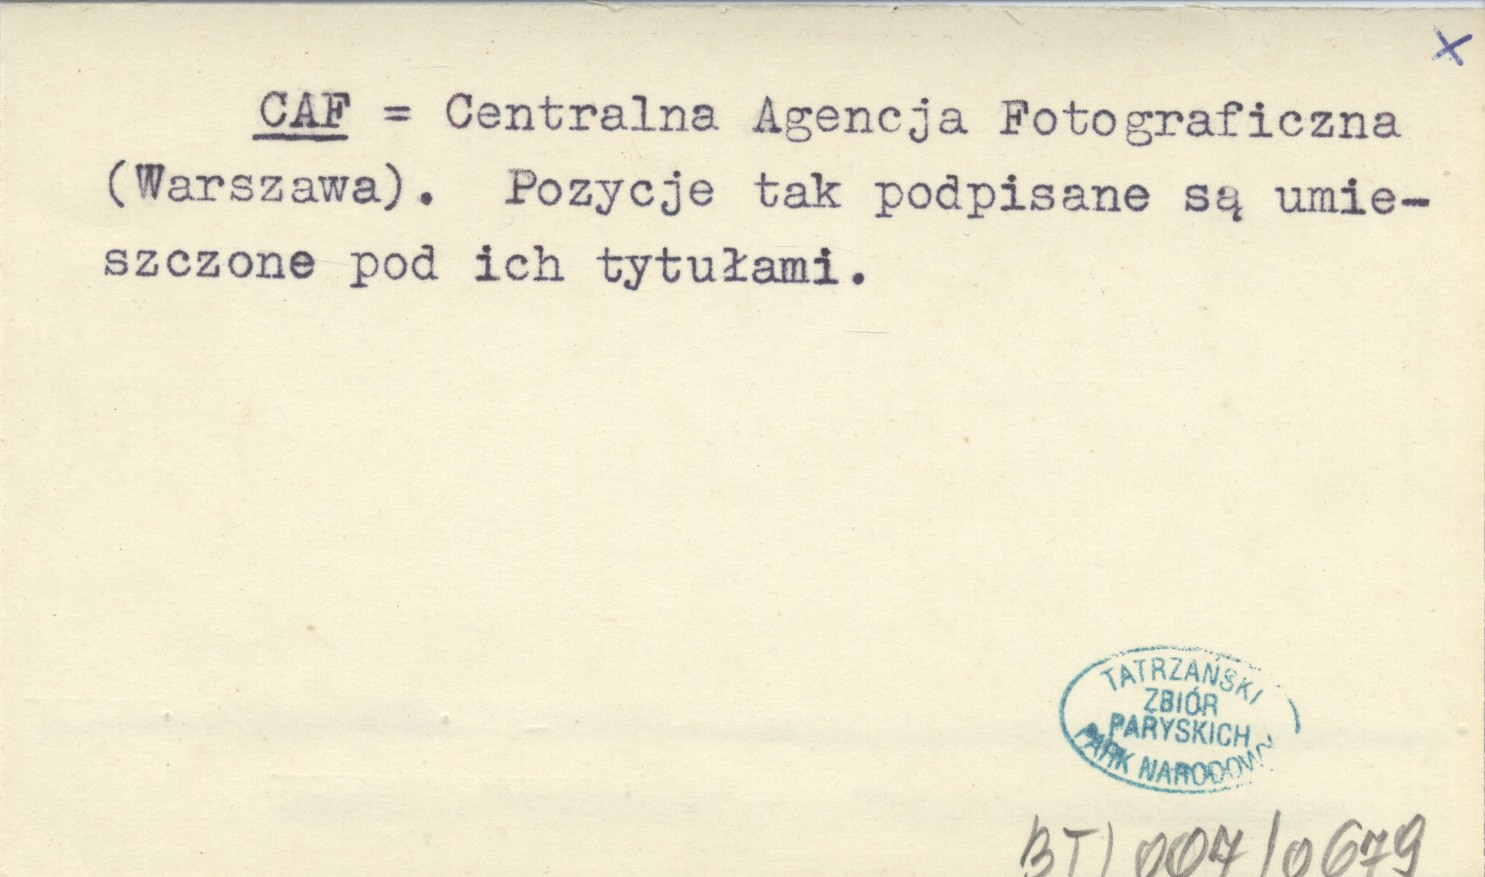 x
CAF = Centralna Agencja Fotograficzna
(Warszawa). Pozycje tak podpisane są umie-
szczone pod ich tytułami.
TATRZAŃSKI
ZBIÓR
PARYSKICH
PARK NARODOWY
BT/007/0679